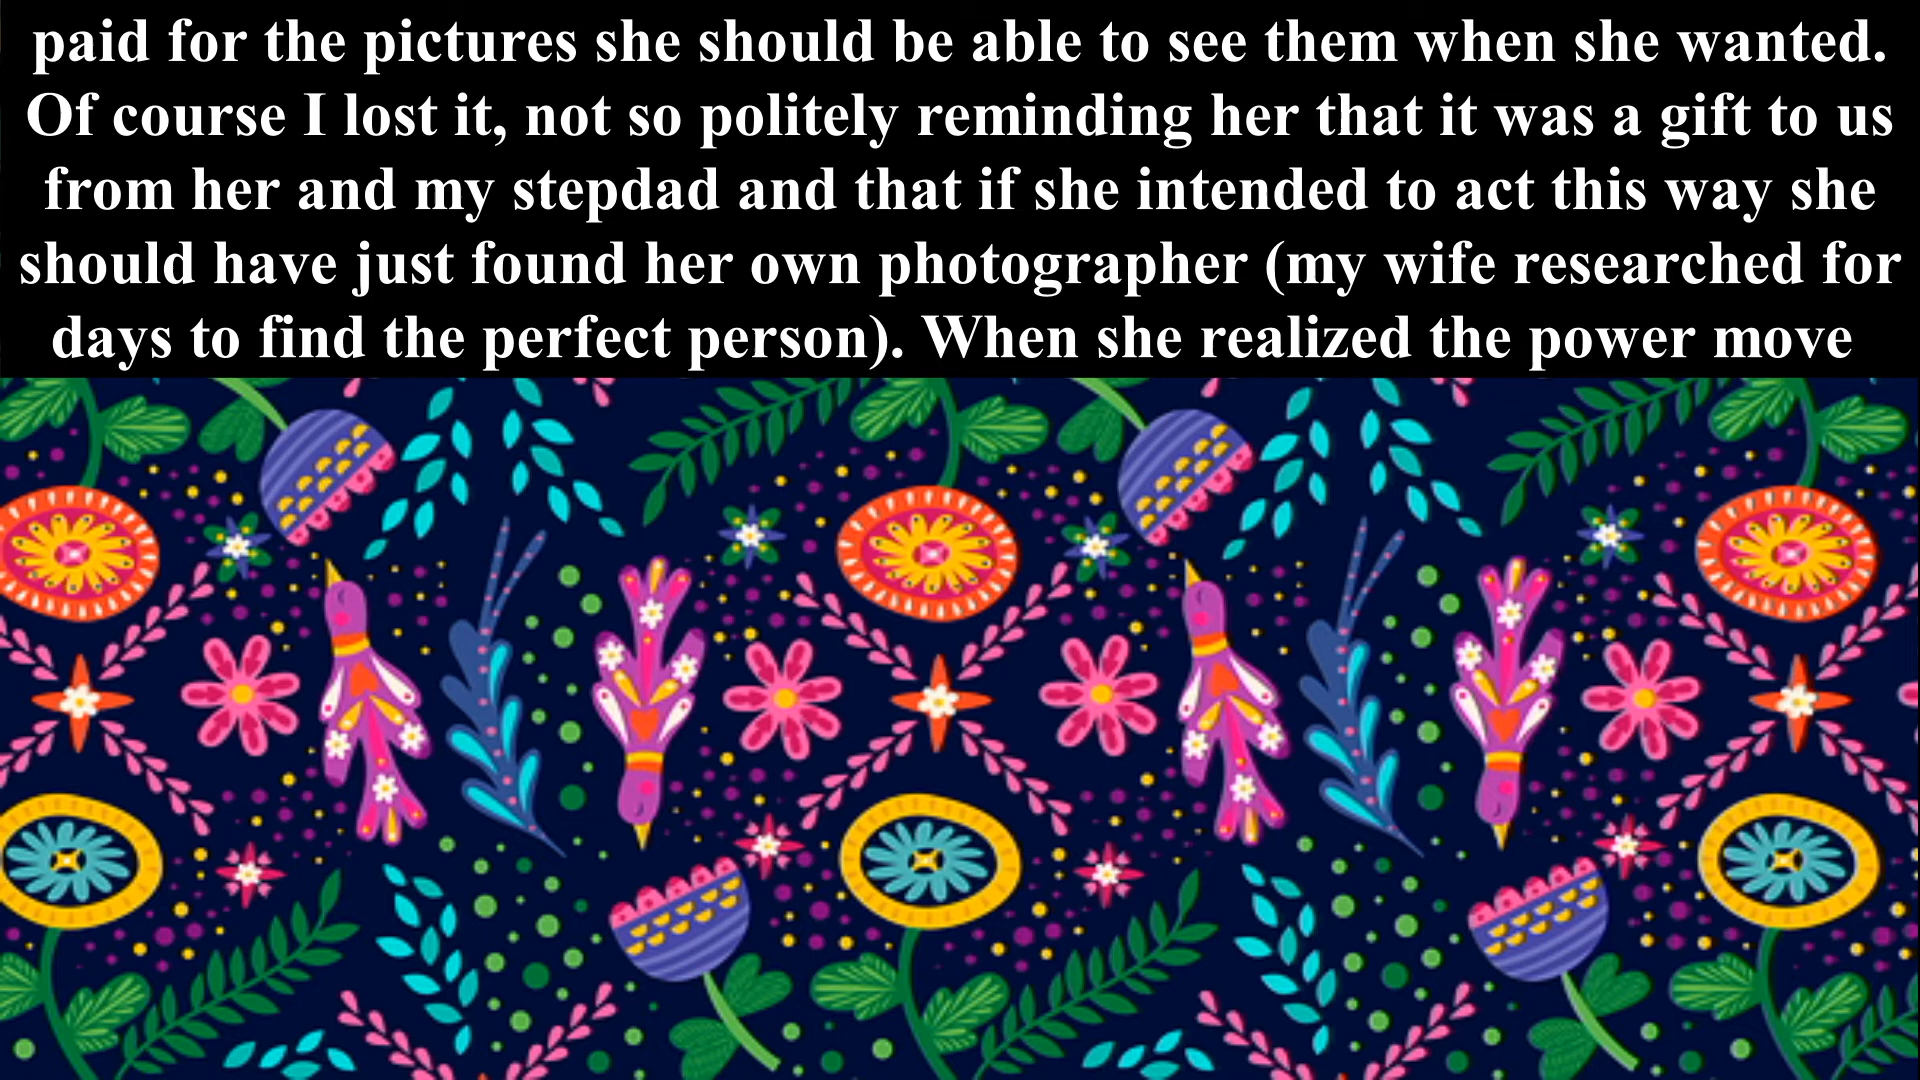 paid for the pictures she should be able to see them when she wanted.
Of course I lost it, not so politely reminding her that it was a gift to us
from her and my stepdad and that if she intended to act this way she
should have just found her own photographer (my wife researched for
days to find the perfect person). When she realized the power move